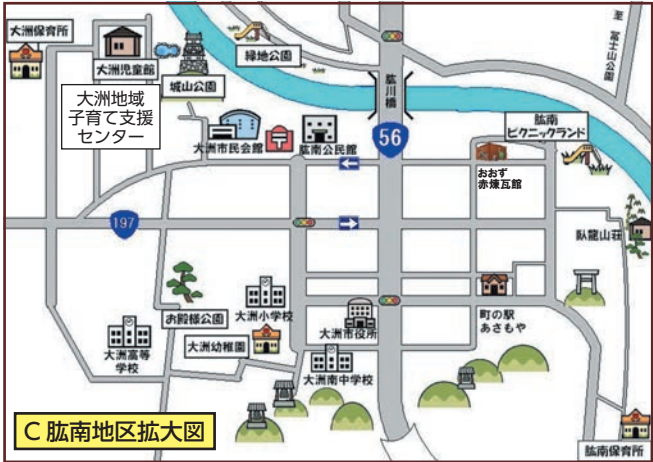 大洲保育所
大洲児童館
大洲地域
子育て支援
センター
城山公園
緑地公園
至 冨士山公園
肱川橋
56
大洲市民会館
肱南公民館
肱南
ピクニックランド
おおず
赤煉瓦館
197
臥龍山荘
お殿様公園
大洲小学校
大洲市役所
町の駅
あさもや
大洲高等
学校
大洲幼稚園
大洲南中学校
肱南保育所
C 肱南地区拡大図